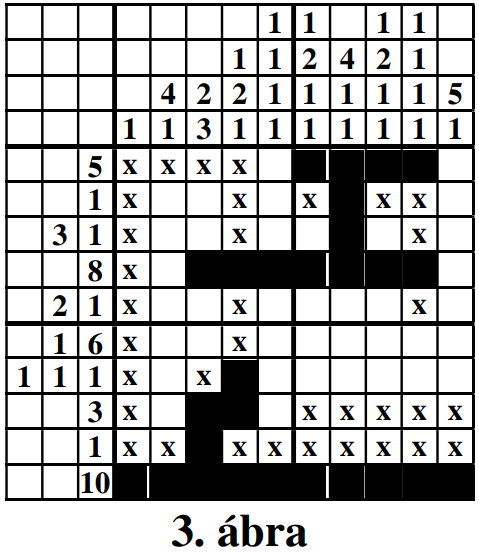 1 1 1 1
1 1 2 4 2 1
4 2 2 1 1 1 1 1 5
1 1 3 1 1 1 1 1 1 1
5 x x x x
1 x x x x x
3 1 x x x
8 x
2 1 x x x
1 6 x x
1 1 1 x x
3 x x x x x x
1 x x x x x x x x x
10
3. ábra